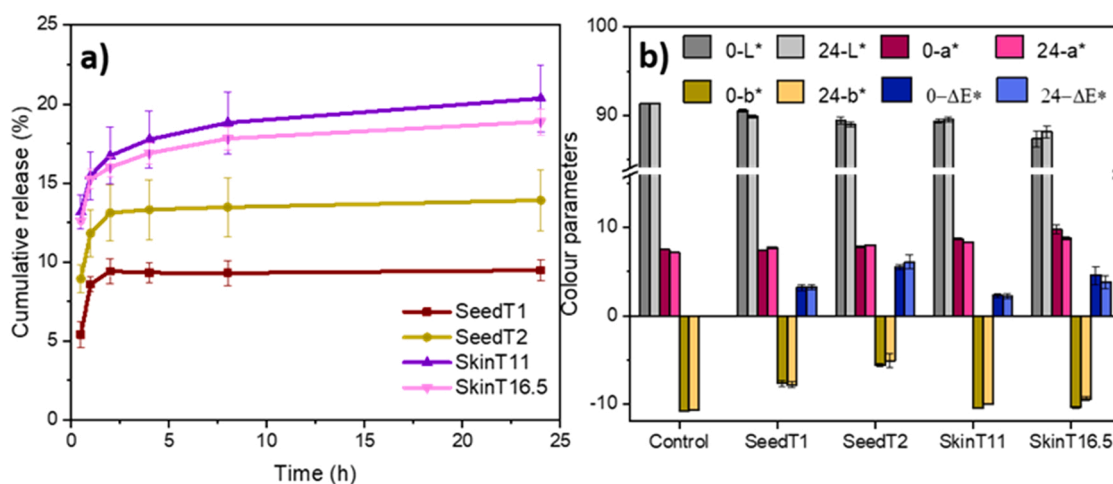 a)
Cumulative release (%)
25
20
15
10
5
0
0 5 10 15 20 25
Time (h)
SeedT1
SeedT2
SkinT11
SkinT16.5
b)
Colour parameters
100
90
10
0
-10
0-L* 24-L* 0-a* 24-a*
0-b* 24-b* 0-ΔE* 24-ΔE*
Control SeedT1 SeedT2 SkinT11 SkinT16.5